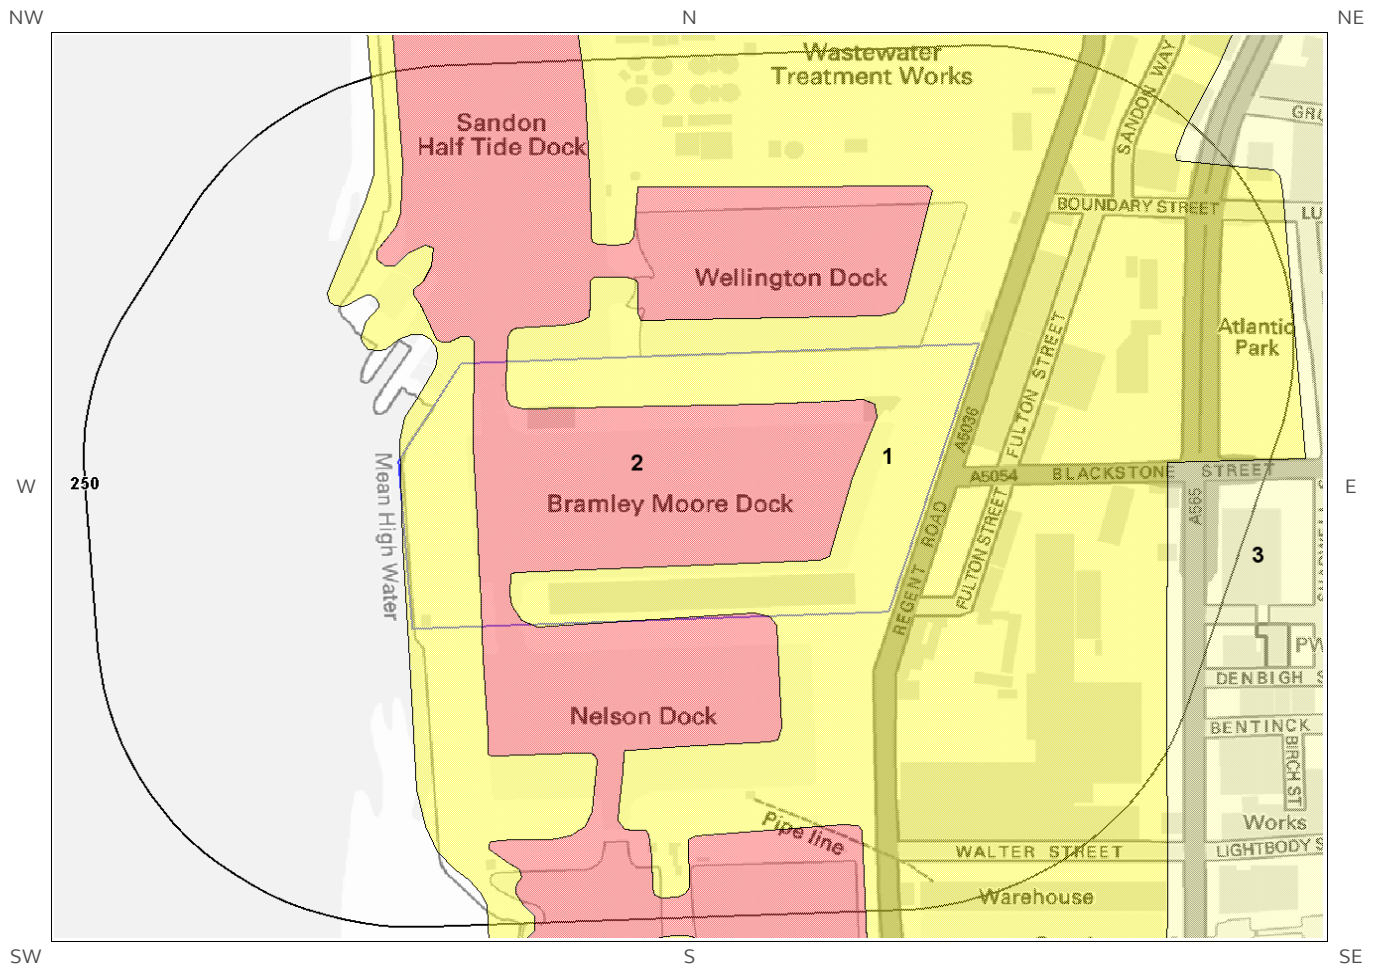 NW
N
NE
Wastewater
Treatment Works
SANDON WAY
GRU
Sandon
Half Tide Dock
BOUNDARY STREET
LU
Wellington Dock
FULTON STREET
Atlantic
Park
A5036
1
2
W
250
Mean High Water
Bramley Moore Dock
A5054
BLACKSTONE
STREET
E
A565
REGENT ROAD
FULTON STREET
3
PW
DENBIGH S
BENTINCK
BIRCH ST
Nelson Dock
Pipe line
Works
WALTER STREET
LIGHTBODY S
Warehouse
SW
S
SE